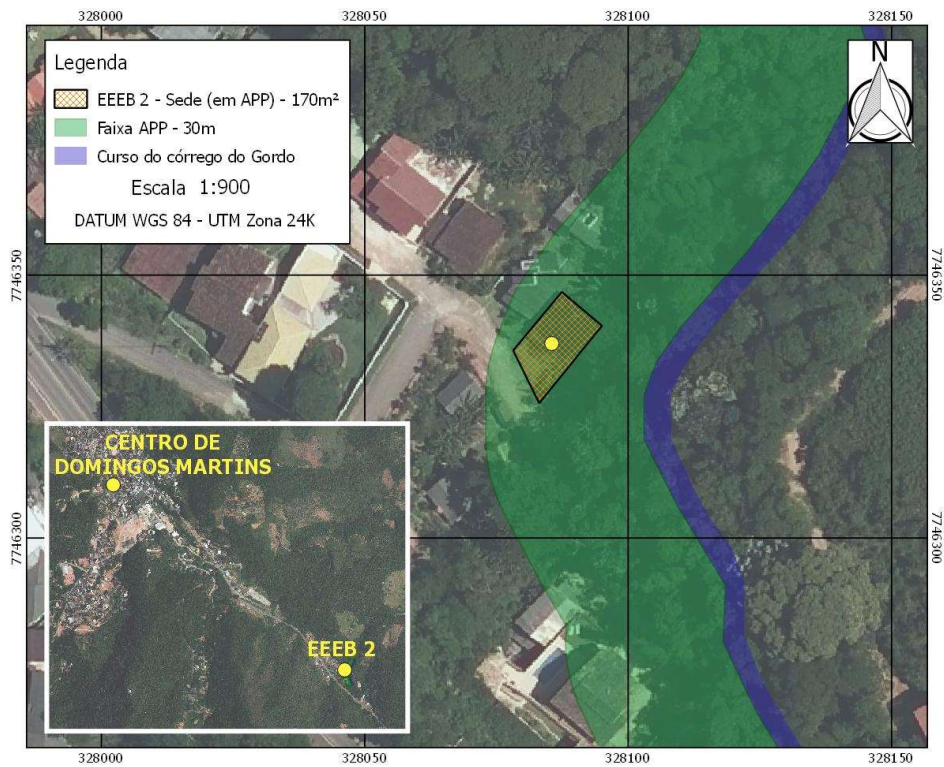 328000 328050 328100 328150
N
Legenda
EEEB 2 - Sede (em APP) - 170m²
Faixa APP - 30m
Curso do córrego do Gordo
Escala 1:900
DATUM WGS 84 - UTM Zona 24K
7746350 7746350
CENTRO DE
DOMINGOS MARTINS
7746300 7746300
EEEB 2
328000 328050 328100 328150